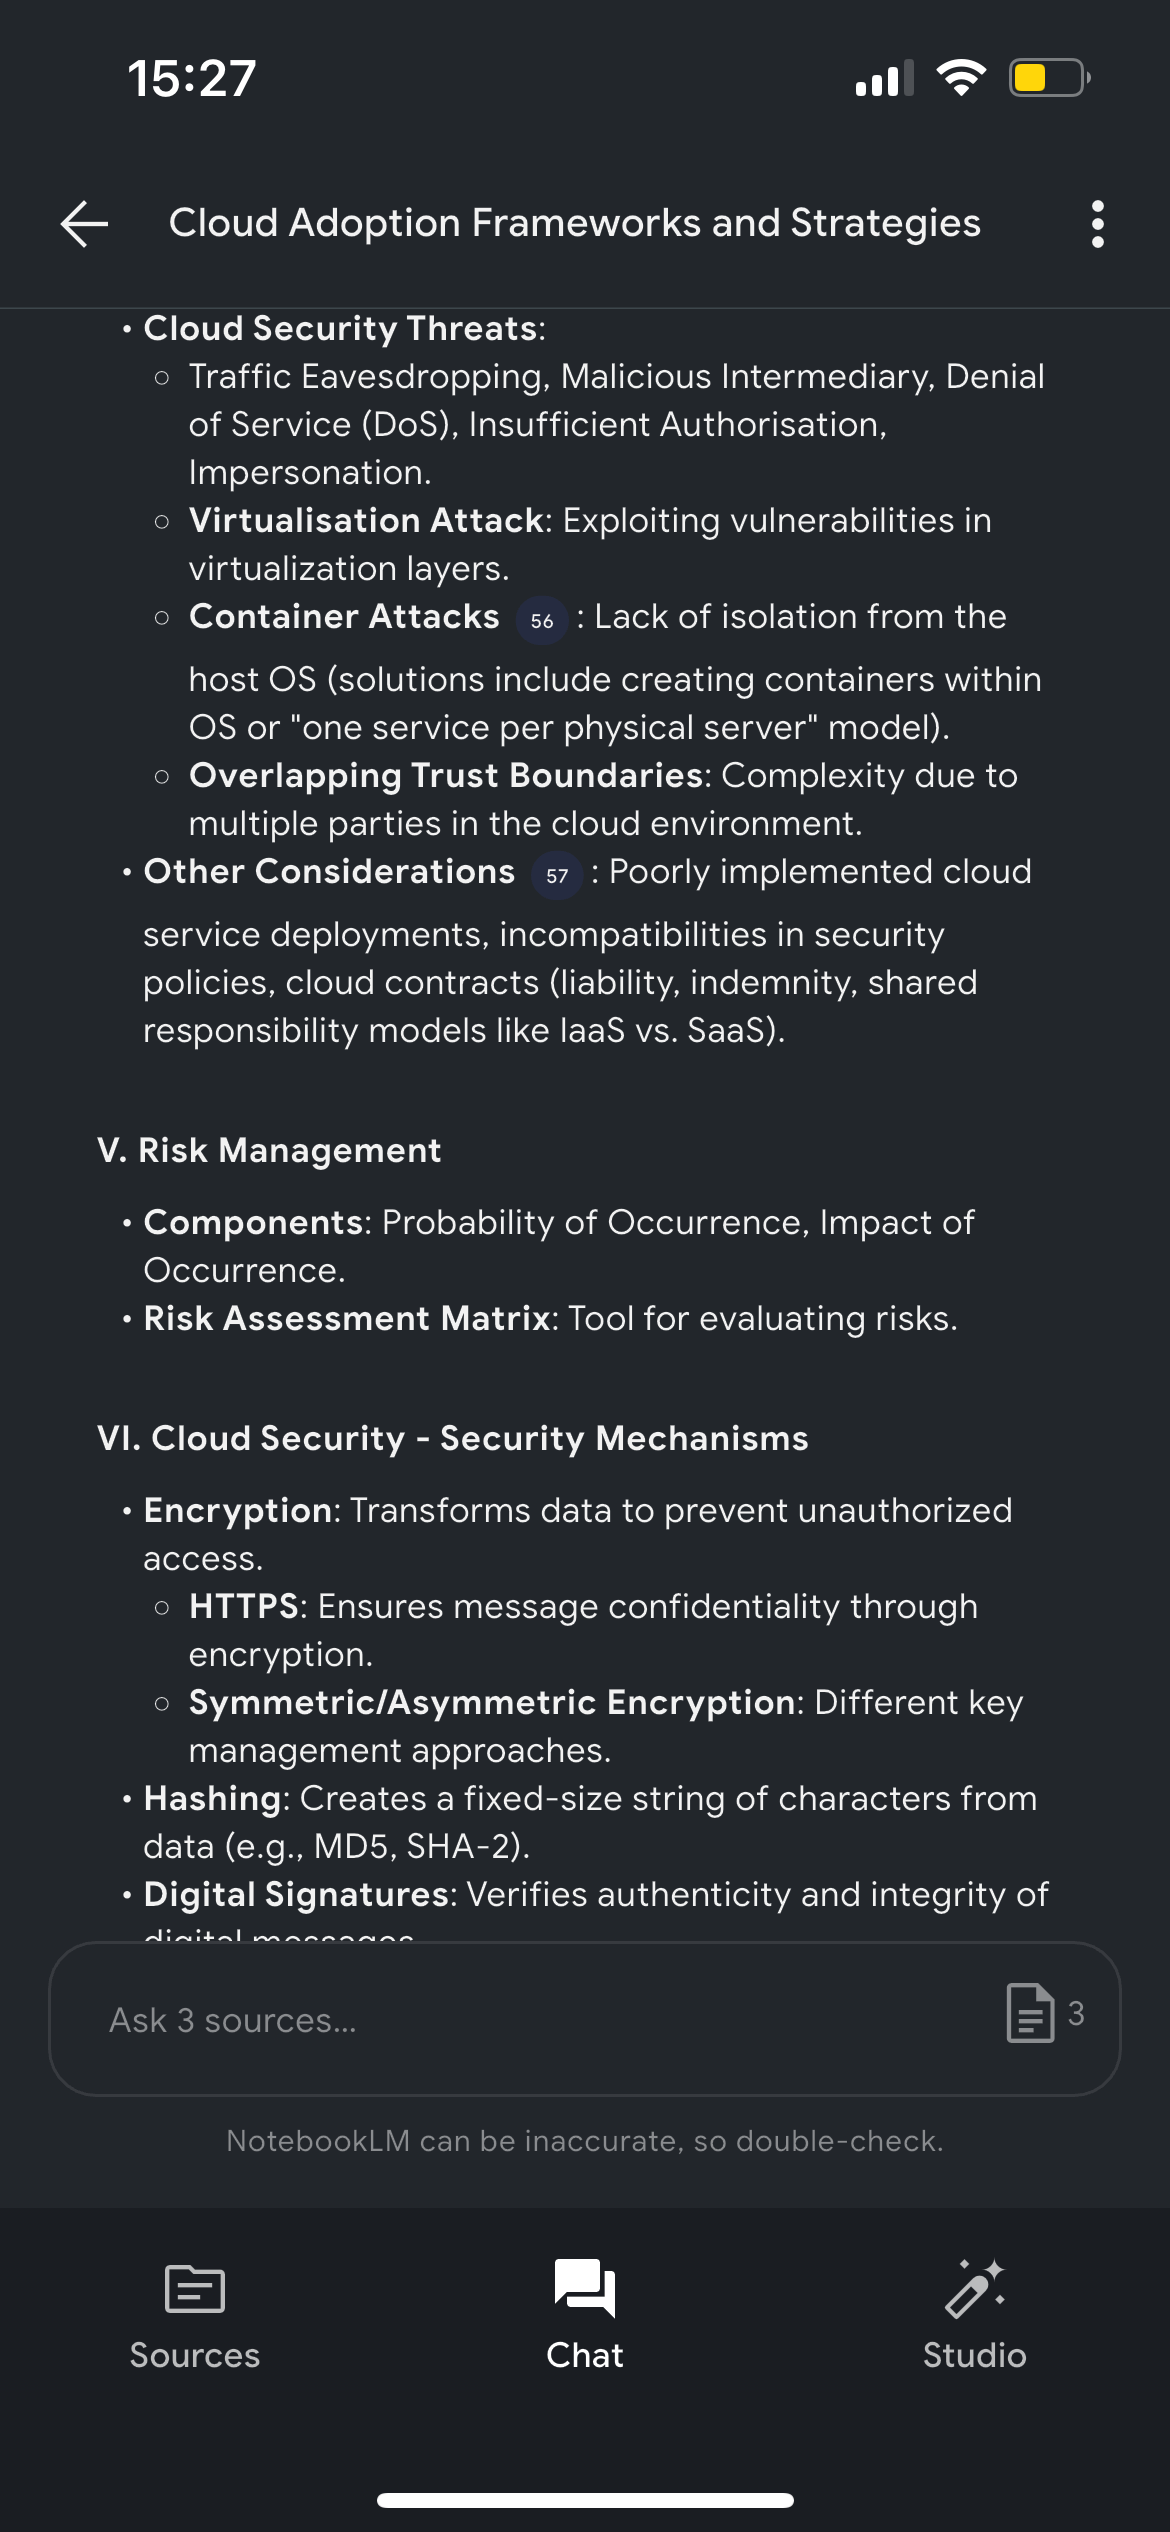 15:27
Cloud Adoption Frameworks and Strategies
• Cloud Security Threats:
○ Traffic Eavesdropping, Malicious Intermediary, Denial
of Service (DoS), Insufficient Authorisation,
Impersonation.
○ Virtualisation Attack: Exploiting vulnerabilities in
virtualization layers.
○ Container Attacks 56 : Lack of isolation from the
host OS (solutions include creating containers within
OS or "one service per physical server" model).
○ Overlapping Trust Boundaries: Complexity due to
multiple parties in the cloud environment.
• Other Considerations 57 : Poorly implemented cloud
service deployments, incompatibilities in security
policies, cloud contracts (liability, indemnity, shared
responsibility models like IaaS vs. SaaS).
V. Risk Management
• Components: Probability of Occurrence, Impact of
Occurrence.
• Risk Assessment Matrix: Tool for evaluating risks.
VI. Cloud Security - Security Mechanisms
• Encryption: Transforms data to prevent unauthorized
access.
○ HTTPS: Ensures message confidentiality through
encryption.
○ Symmetric/Asymmetric Encryption: Different key
management approaches.
• Hashing: Creates a fixed-size string of characters from
data (e.g., MD5, SHA-2).
• Digital Signatures: Verifies authenticity and integrity of
digital messages
Ask 3 sources...
3
NotebookLM can be inaccurate, so double-check.
Sources
Chat
Studio